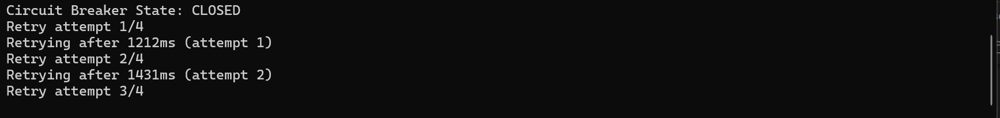 Circuit Breaker State: CLOSED
Retry attempt 1/4
Retrying after 1212ms (attempt 1)
Retry attempt 2/4
Retrying after 1431ms (attempt 2)
Retry attempt 3/4